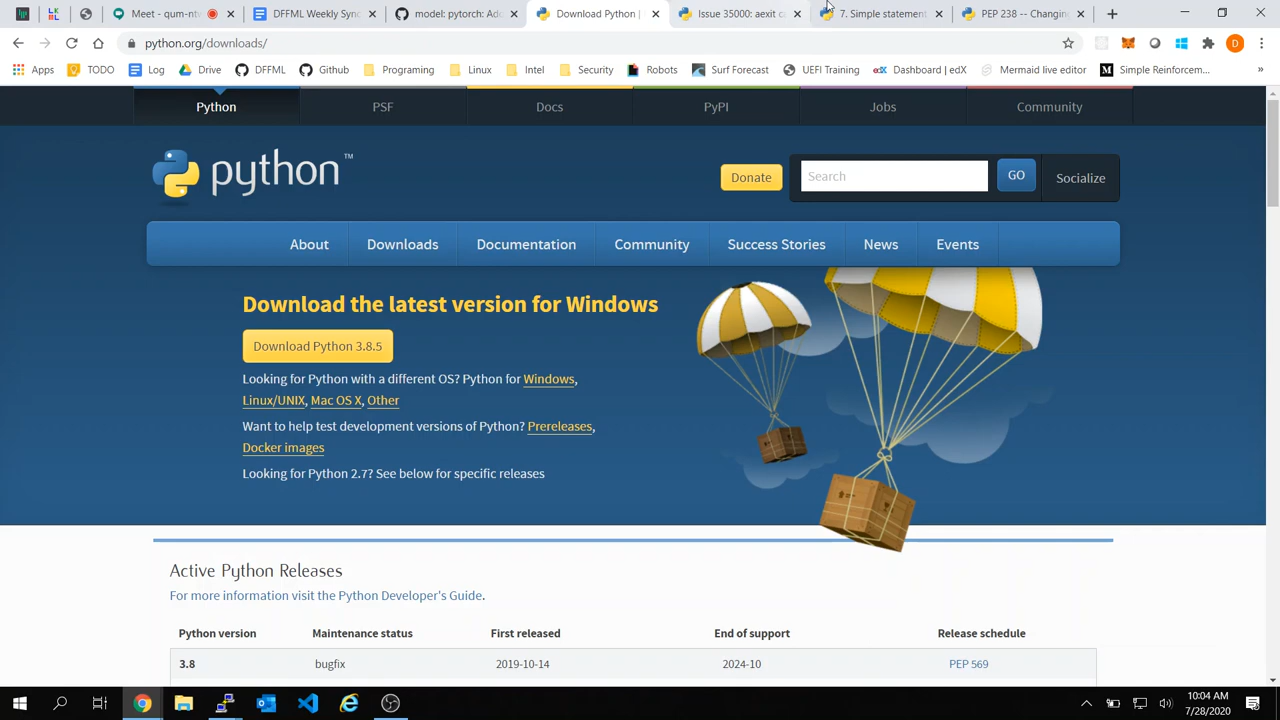 Meet - qum-ntw
DFFML Weekly Sync
model: pytorch: Add
Download Python |
Issue 35008: aexit ca
7. Simple statement
PEP 238 -- Changing
python.org/downloads/
D
Apps
TODO
Log
Drive
DFFML
Github
Programing
Linux
Intel
Security
Robots
Surf Forecast
UEFI Training
edX
Dashboard | edX
Mermaid live editor
Simple Reinforcem...
»
Python
PSF
Docs
PyPI
Jobs
Community
python™
Donate
Search
GO
Socialize
About
Downloads
Documentation
Community
Success Stories
News
Events
Download the latest version for Windows
Download Python 3.8.5
Looking for Python with a different OS? Python for Windows,
Linux/UNIX, Mac OS X, Other
Want to help test development versions of Python? Prereleases,
Docker images
Looking for Python 2.7? See below for specific releases
Active Python Releases
For more information visit the Python Developer's Guide.
Python version Maintenance status First released End of support Release schedule
3.8 bugfix 2019-10-14 2024-10 PEP 569
10:04 AM
7/28/2020